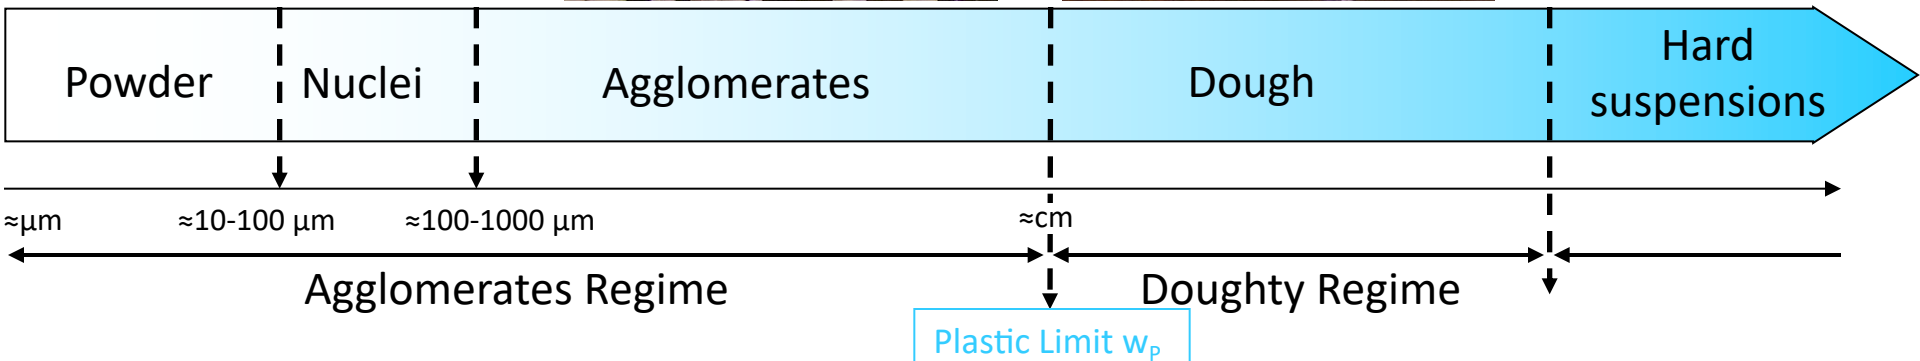 Powder
Nuclei
Agglomerates
Dough
Hard
suspensions
≈µm
≈10-100 µm
≈100-1000 µm
≈cm
Agglomerates Regime
Doughty Regime
Plastic Limit wP